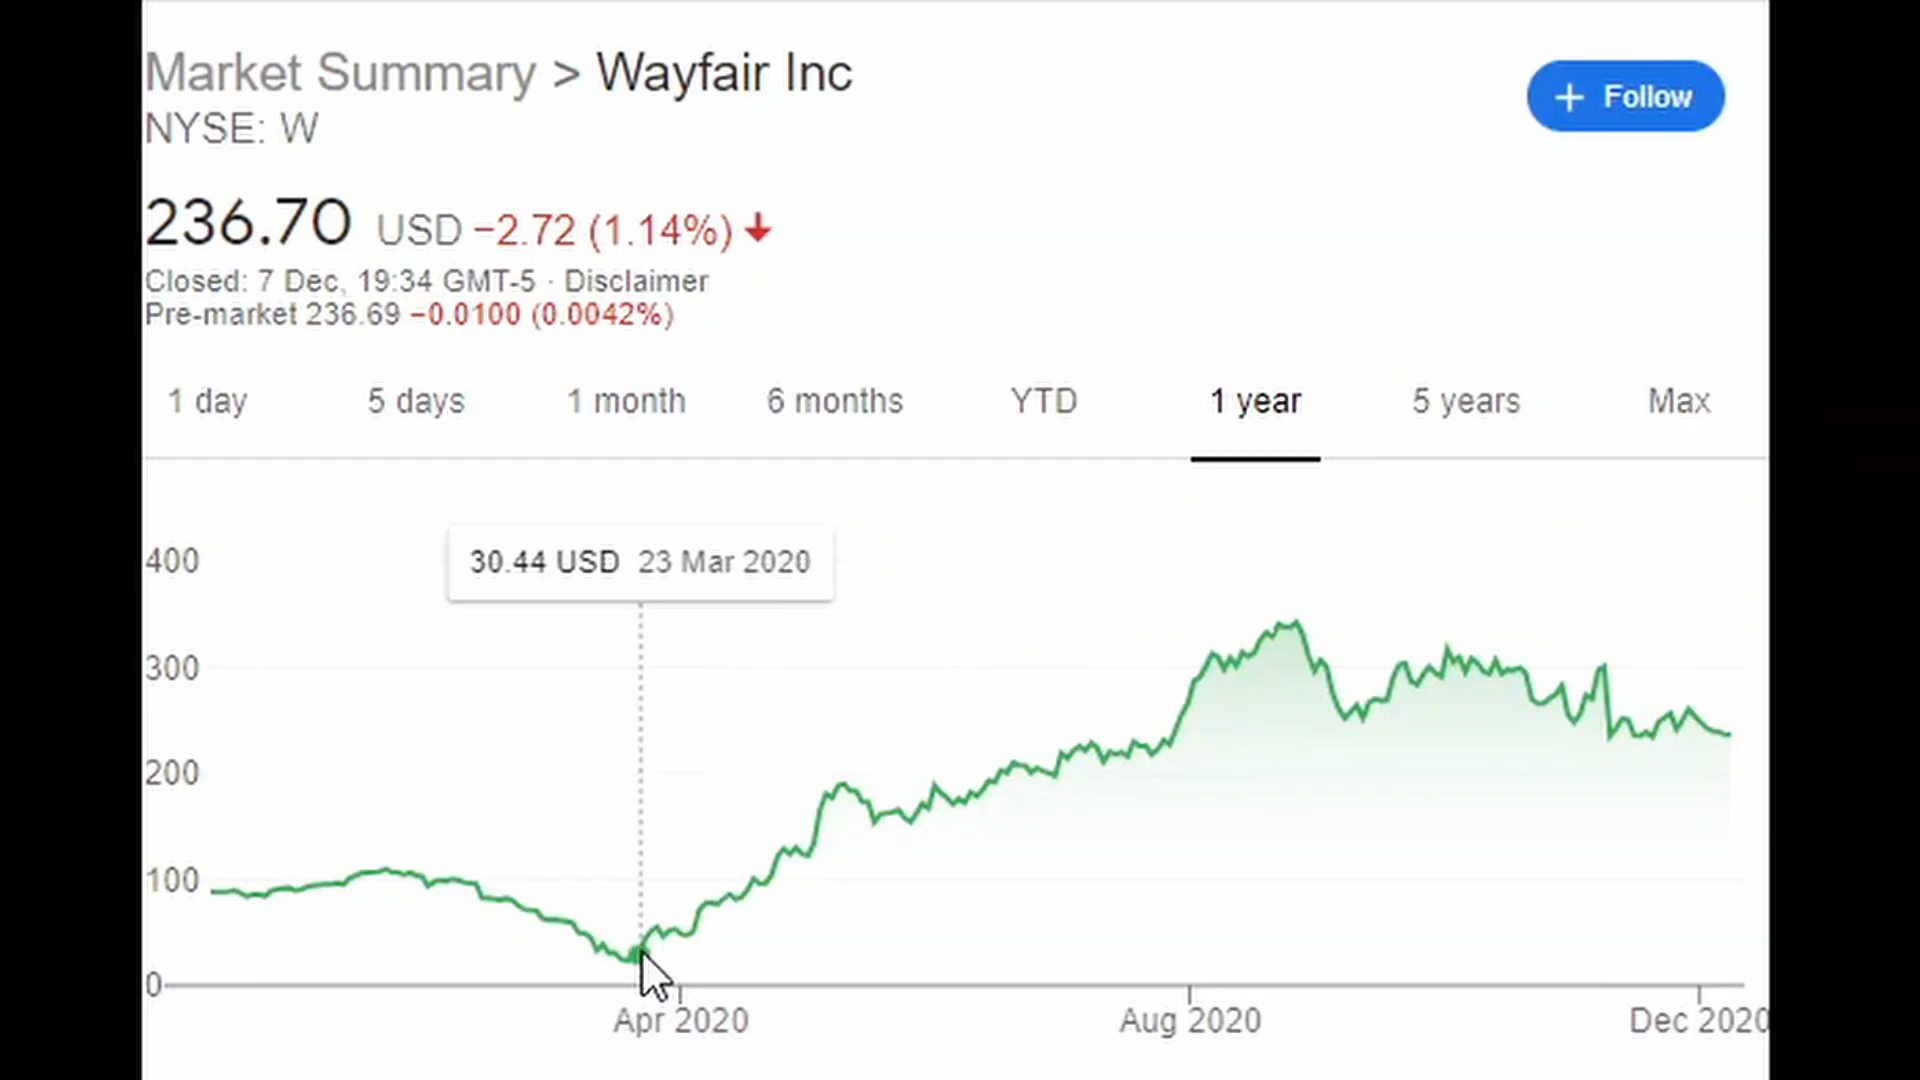 Market Summary > Wayfair Inc
+ Follow
NYSE: W
236.70 USD −2.72 (1.14%)
Closed: 7 Dec, 19:34 GMT-5 · Disclaimer
Pre-market 236.69 −0.0100 (0.0042%)
1 day 5 days 1 month 6 months YTD 1 year 5 years Max
30.44 USD 23 Mar 2020
400
300
200
100
0
Apr 2020 Aug 2020 Dec 2020